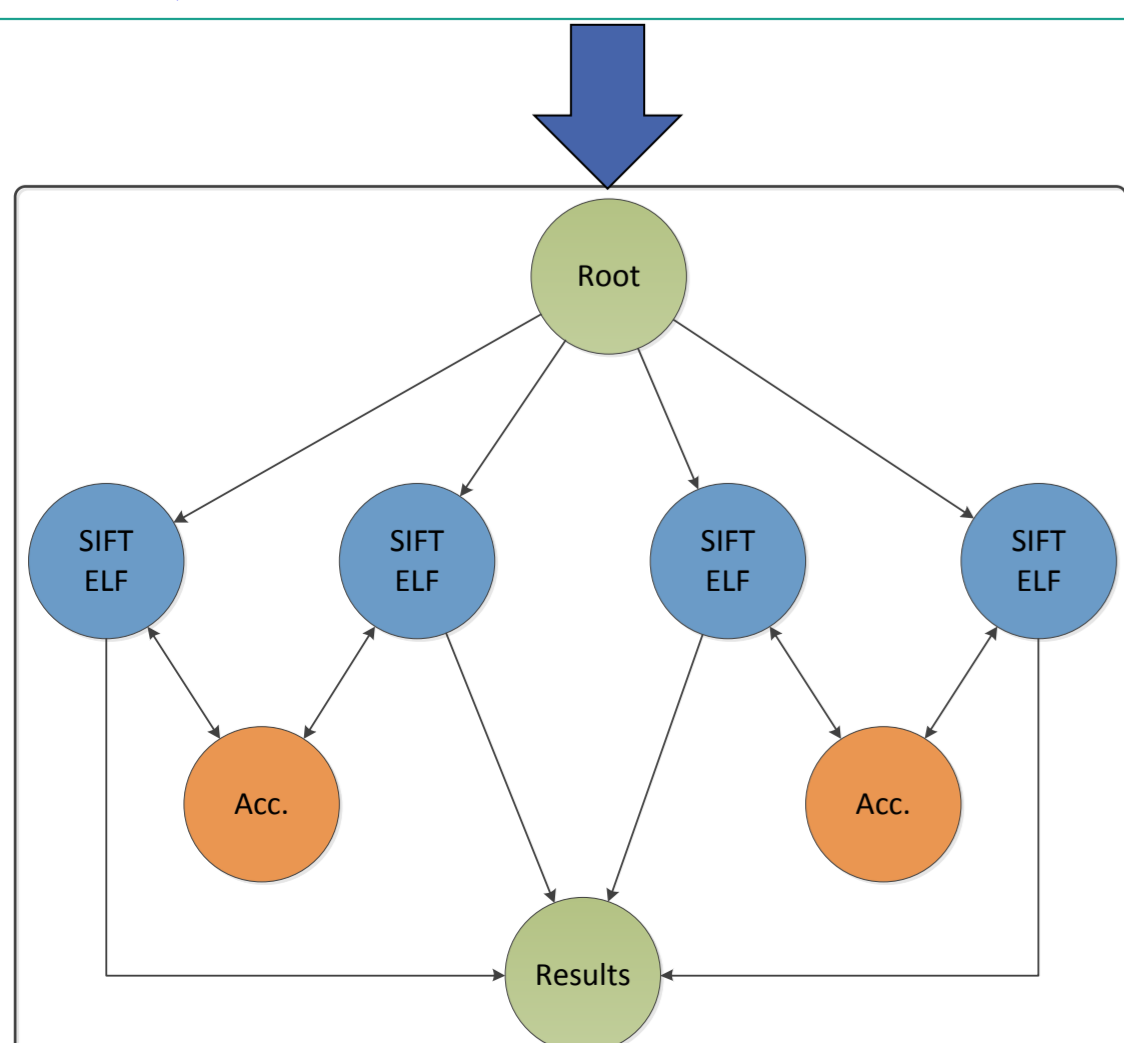 Root
SIFT
ELF
SIFT
ELF
SIFT
ELF
SIFT
ELF
Acc.
Acc.
Results